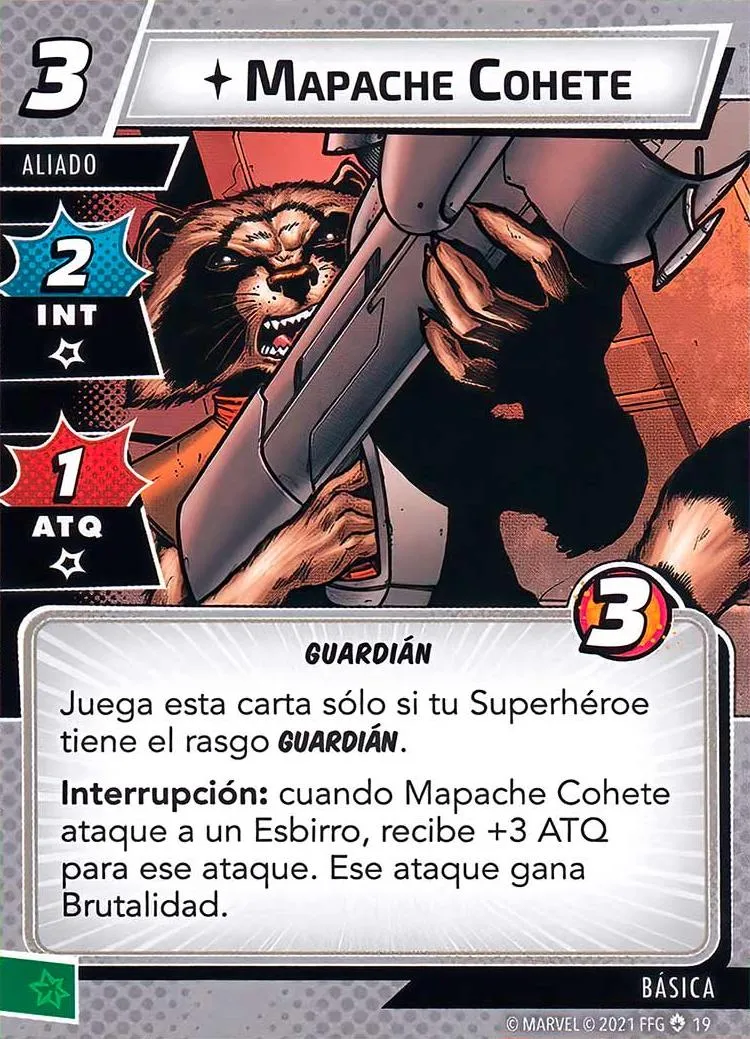 3
Mapache Cohete
ALIADO
2
INT
1
ATQ
3
GUARDIÁN
Juega esta carta sólo si tu Superhéroe
tiene el rasgo GUARDIÁN.
Interrupción: cuando Mapache Cohete
ataque a un Esbirro, recibe +3 ATQ
para ese ataque. Ese ataque gana
Brutalidad.
BÁSICA
© MARVEL © 2021 FFG 19